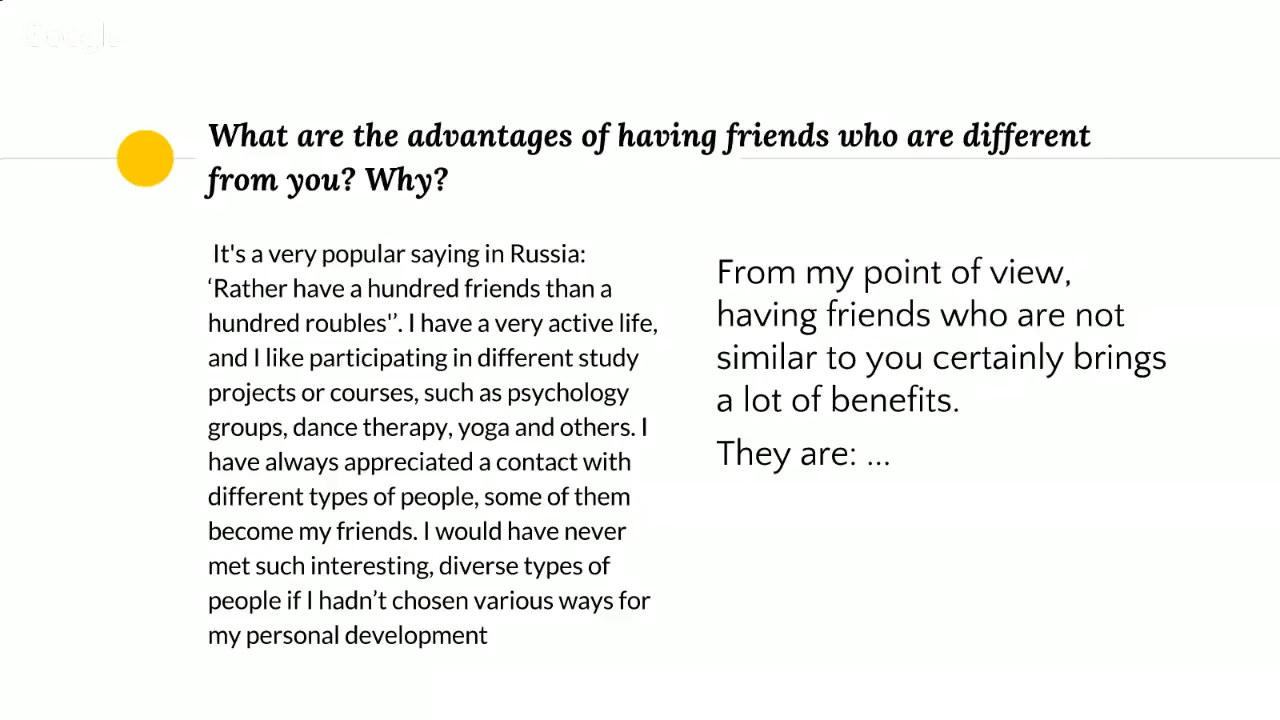 What are the advantages of having friends who are different
from you? Why?
It's a very popular saying in Russia:
‘Rather have a hundred friends than a
hundred roubles'’. I have a very active life,
and I like participating in different study
projects or courses, such as psychology
groups, dance therapy, yoga and others. I
have always appreciated a contact with
different types of people, some of them
become my friends. I would have never
met such interesting, diverse types of
people if I hadn’t chosen various ways for
my personal development
From my point of view,
having friends who are not
similar to you certainly brings
a lot of benefits.
They are: ...